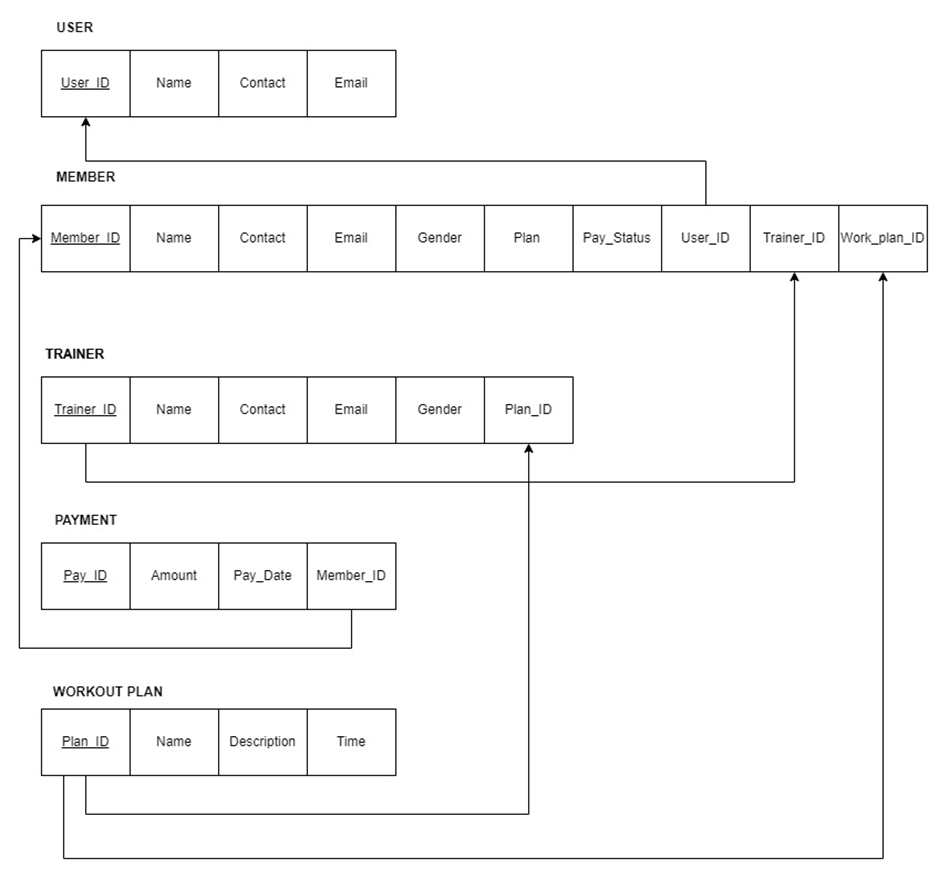 USER
User_ID Name Contact Email
MEMBER
Member_ID Name Contact Email Gender Plan Pay_Status User_ID Trainer_ID Work_plan_ID
TRAINER
Trainer_ID Name Contact Email Gender Plan_ID
PAYMENT
Pay_ID Amount Pay_Date Member_ID
WORKOUT PLAN
Plan_ID Name Description Time